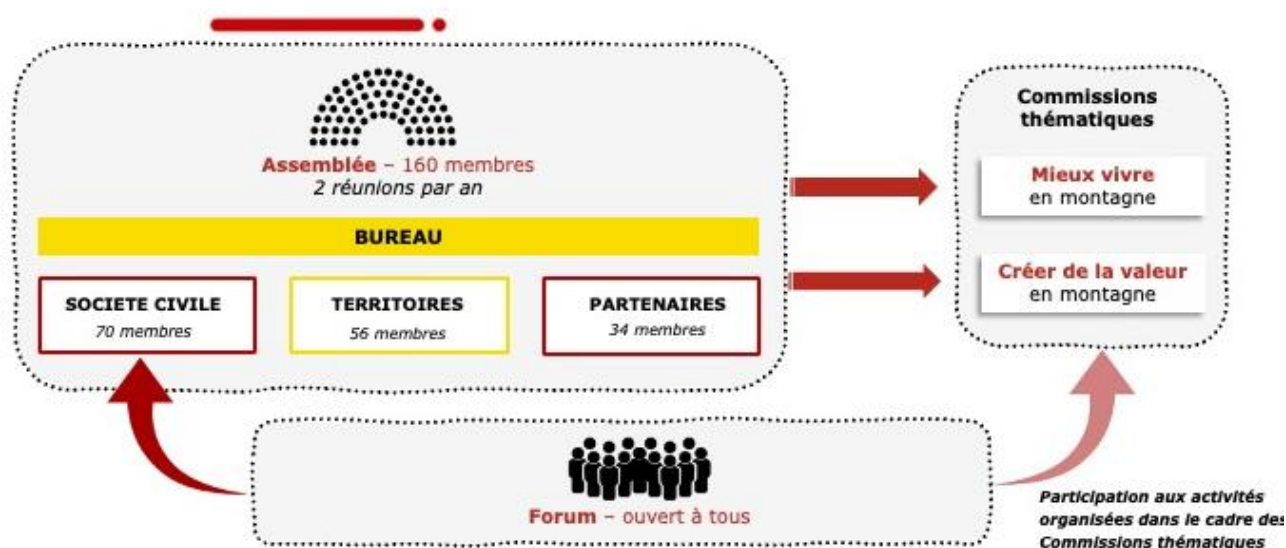 Assemblée – 160 membres
2 réunions par an
BUREAU
SOCIETE CIVILE
70 membres
TERRITOIRES
56 membres
PARTENAIRES
34 membres
Commissions
thématiques
Mieux vivre
en montagne
Créer de la valeur
en montagne
Forum – ouvert à tous
Participation aux activités
organisées dans le cadre des
Commissions thématiques